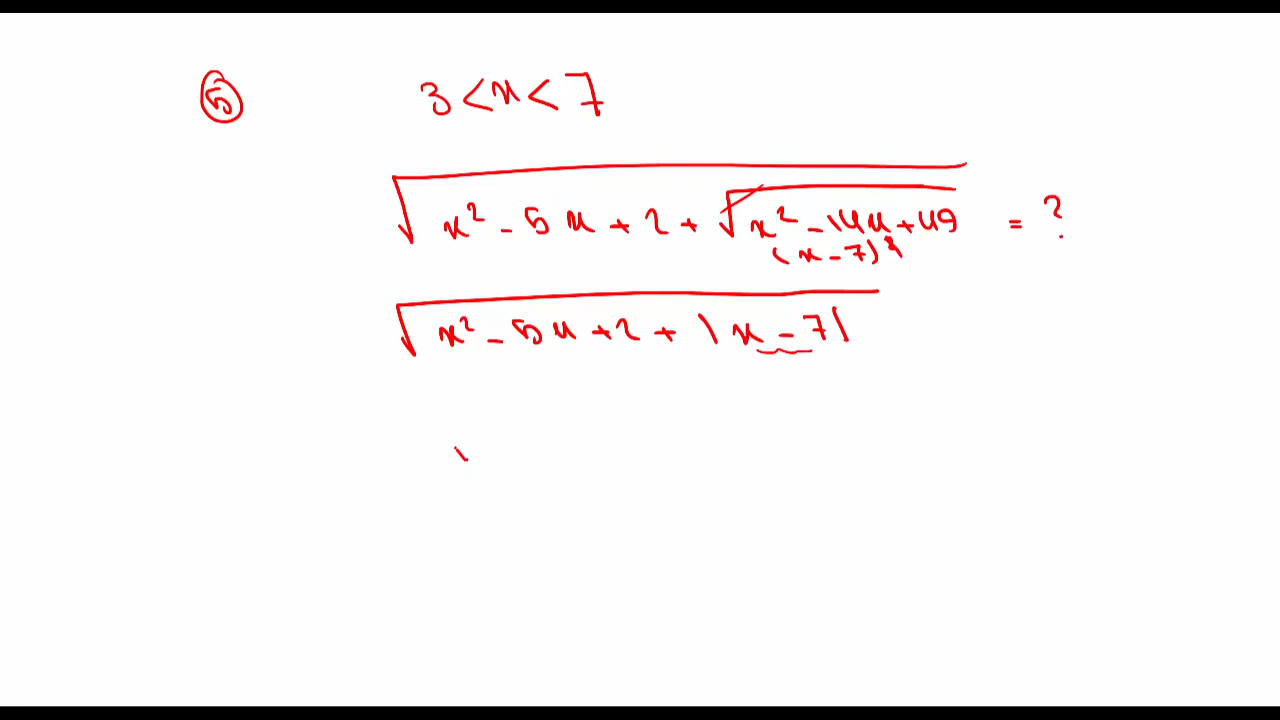 ⑤ 3 < x < 7
√(x² - 5x + 2 + √(x² - 14x + 49)) = ?
(x - 7)²
√(x² - 5x + 2 + |x - 7|)